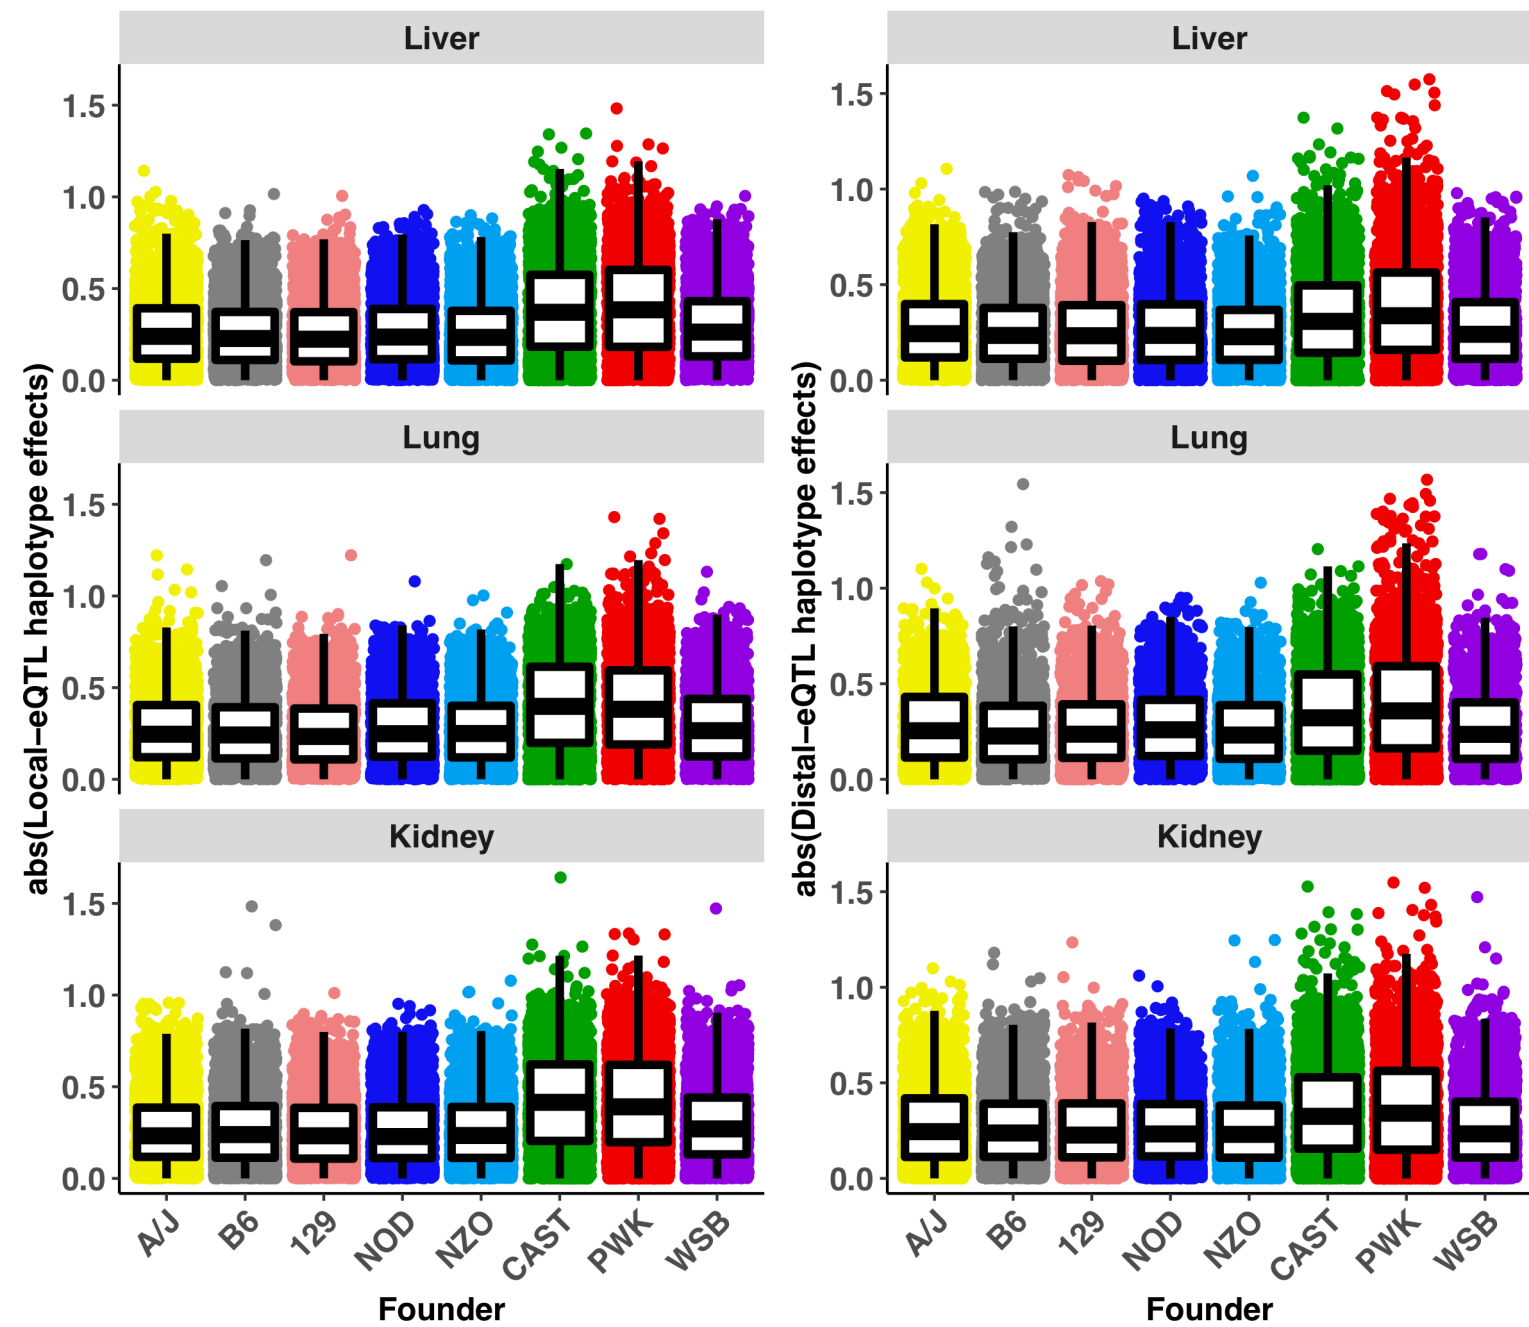 Liver
1.5
1.0
0.5
0.0
Lung
1.5
1.0
0.5
0.0
Kidney
1.5
1.0
0.5
0.0
abs(Local−eQTL haplotype effects)
A/J
B6
129
NOD
NZO
CAST
PWK
WSB
Founder
Liver
1.5
1.0
0.5
0.0
Lung
1.5
1.0
0.5
0.0
Kidney
1.5
1.0
0.5
0.0
abs(Distal−eQTL haplotype effects)
A/J
B6
129
NOD
NZO
CAST
PWK
WSB
Founder